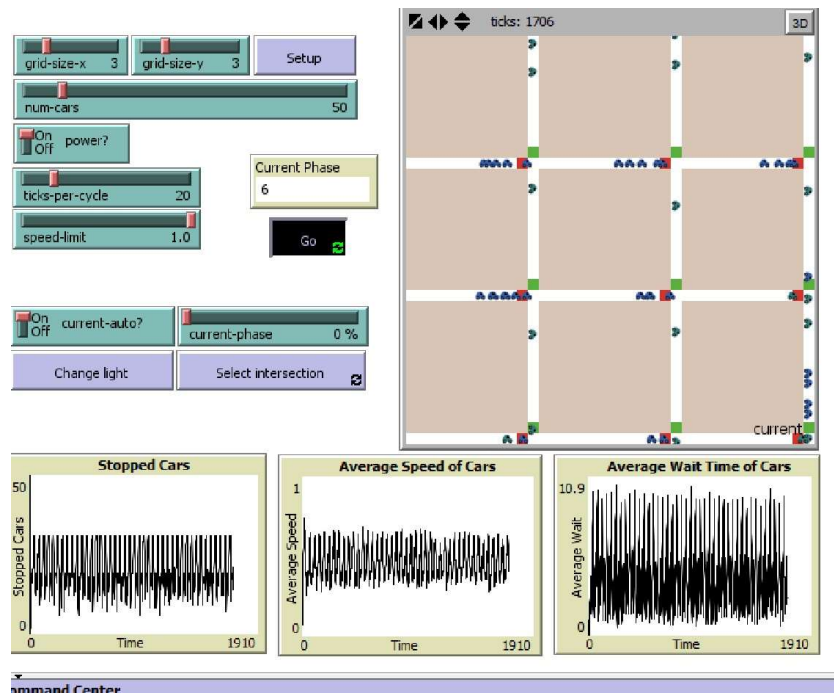 ticks: 1706
3D
grid-size-x 3
grid-size-y 3
Setup
num-cars 50
On
Off
power?
Current Phase
6
ticks-per-cycle 20
speed-limit 1.0
Go
On
Off
current-auto?
current-phase 0 %
Change light
Select intersection
current
Stopped Cars
50
Stopped Cars
0
0
Time
1910
Average Speed of Cars
1
Average Speed
0
0
Time
1910
Average Wait Time of Cars
10.9
Average Wait
0
0
Time
1910
ommand Center